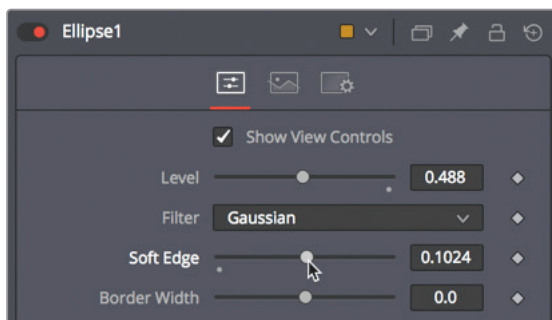 Ellipse1
Show View Controls
Level 0.488
Filter Gaussian
Soft Edge 0.1024
Border Width 0.0